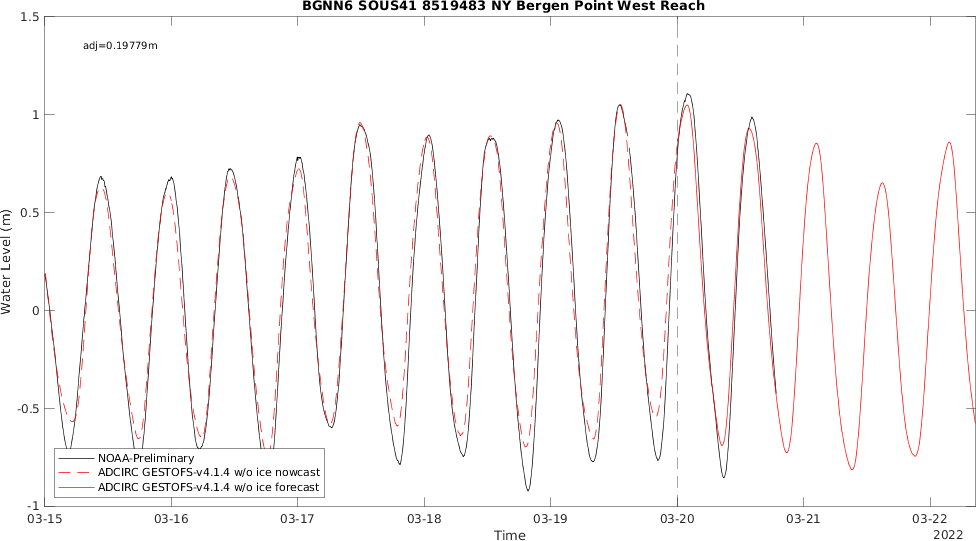 BGNN6 SOUS41 8519483 NY Bergen Point West Reach
1.5
adj=0.19779m
1
0.5
Water Level (m)
0
-0.5
NOAA-Preliminary
ADCIRC GESTOFS-v4.1.4 w/o ice nowcast
ADCIRC GESTOFS-v4.1.4 w/o ice forecast
-1
03-15 03-16 03-17 03-18 03-19 03-20 03-21 03-22
Time 2022